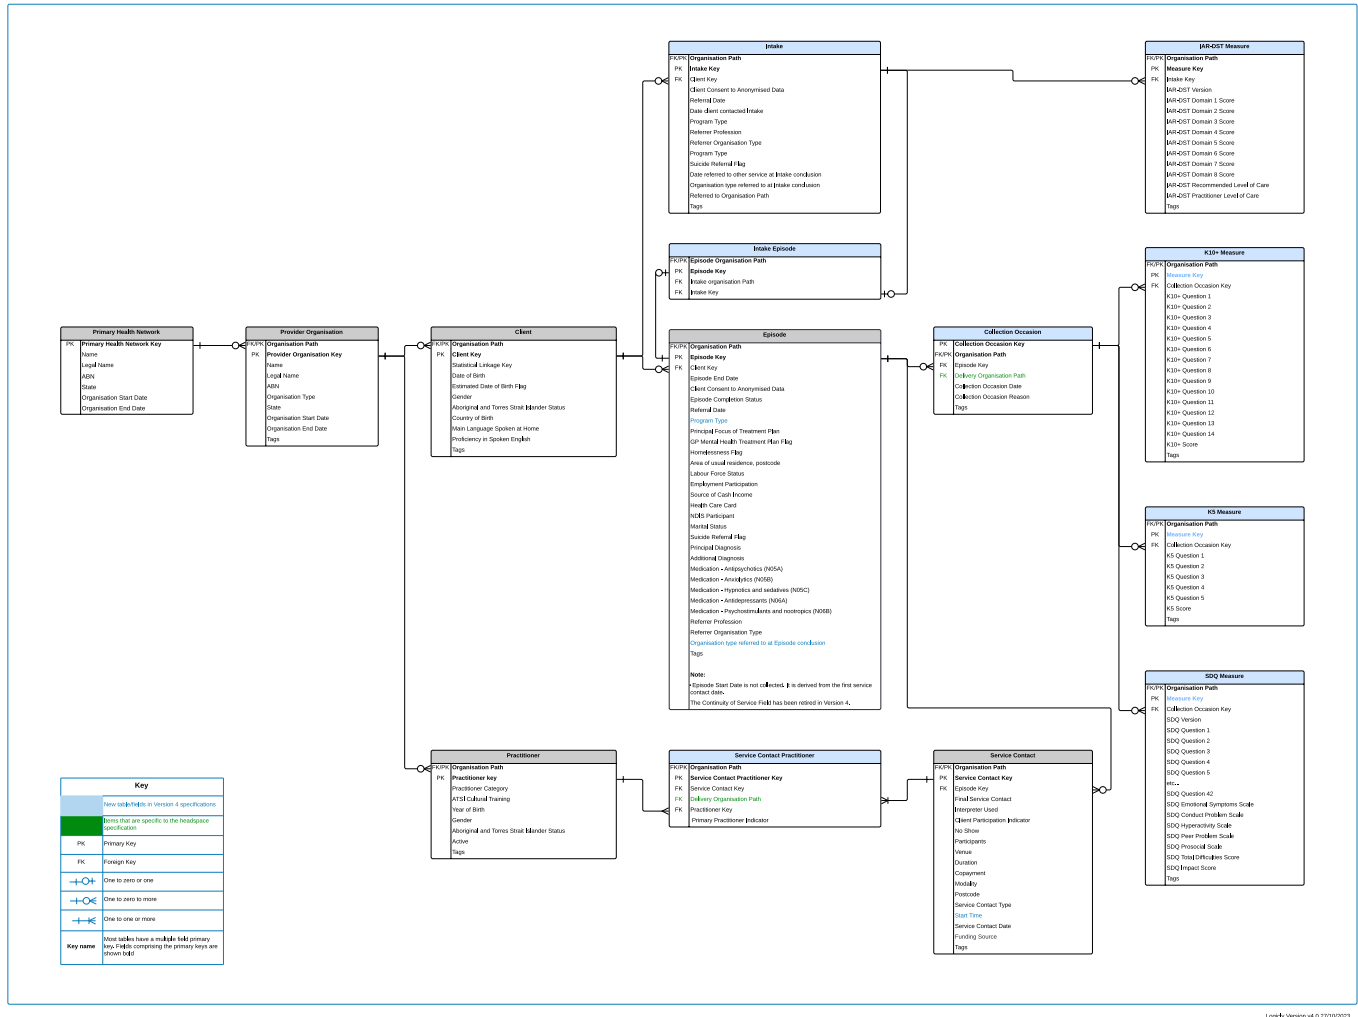 Intake
FK/PK Organisation Path
PK Intake Key
FK Client Key
Client Consent to Anonymised Data
Referral Date
Date client contacted Intake
Program Type
Referrer Profession
Referrer Organisation Type
Program Type
Suicide Referral Flag
Date referred to other service at Intake conclusion
Organisation type referred to at Intake conclusion
Referred to Organisation Path
Tags
IAR-DST Measure
FK/PK Organisation Path
PK Measure Key
FK Intake Key
IAR-DST Version
IAR-DST Domain 1 Score
IAR-DST Domain 2 Score
IAR-DST Domain 3 Score
IAR-DST Domain 4 Score
IAR-DST Domain 5 Score
IAR-DST Domain 6 Score
IAR-DST Domain 7 Score
IAR-DST Domain 8 Score
IAR-DST Recommended Level of Care
IAR-DST Practitioner Level of Care
Tags
Intake Episode
FK/PK Episode Organisation Path
PK Episode Key
FK Intake organisation Path
FK Intake Key
K10+ Measure
FK/PK Organisation Path
PK Measure Key
FK Collection Occasion Key
K10+ Question 1
K10+ Question 2
K10+ Question 3
K10+ Question 4
K10+ Question 5
K10+ Question 6
K10+ Question 7
K10+ Question 8
K10+ Question 9
K10+ Question 10
K10+ Question 11
K10+ Question 12
K10+ Question 13
K10+ Question 14
K10+ Score
Tags
Primary Health Network
PK Primary Health Network Key
Name
Legal Name
ABN
State
Organisation Start Date
Organisation End Date
Provider Organisation
FK/PK Organisation Path
PK Provider Organisation Key
Name
Legal Name
ABN
Organisation Type
State
Organisation Start Date
Organisation End Date
Tags
Client
FK/PK Organisation Path
PK Client Key
Statistical Linkage Key
Date of Birth
Estimated Date of Birth Flag
Gender
Aboriginal and Torres Strait Islander Status
Country of Birth
Main Language Spoken at Home
Proficiency in Spoken English
Tags
Episode
FK/PK Organisation Path
PK Episode Key
FK Client Key
Episode End Date
Client Consent to Anonymised Data
Episode Completion Status
Referral Date
Program Type
Principal Focus of Treatment Plan
GP Mental Health Treatment Plan Flag
Homelessness Flag
Area of usual residence, postcode
Labour Force Status
Employment Participation
Source of Cash Income
Health Care Card
NDIS Participant
Marital Status
Suicide Referral Flag
Principal Diagnosis
Additional Diagnosis
Medication - Antipsychotics (N05A)
Medication - Anxiolytics (N05B)
Medication - Hypnotics and sedatives (N05C)
Medication - Antidepressants (N06A)
Medication - Psychostimulants and nootropics (N06B)
Referrer Profession
Referrer Organisation Type
Organisation type referred to at Episode conclusion
Tags
Note:
• Episode Start Date is not collected. It is derived from the first service
contact date.
The Continuity of Service Field has been retired in Version 4.
Collection Occasion
PK Collection Occasion Key
FK/PK Organisation Path
FK Episode Key
FK Delivery Organisation Path
Collection Occasion Date
Collection Occasion Reason
Tags
K5 Measure
FK/PK Organisation Path
PK Measure Key
FK Collection Occasion Key
K5 Question 1
K5 Question 2
K5 Question 3
K5 Question 4
K5 Question 5
K5 Score
Tags
SDQ Measure
FK/PK Organisation Path
PK Measure Key
FK Collection Occasion Key
SDQ Version
SDQ Question 1
SDQ Question 2
SDQ Question 3
SDQ Question 4
SDQ Question 5
etc...
SDQ Question 42
SDQ Emotional Symptoms Scale
SDQ Conduct Problem Scale
SDQ Hyperactivity Scale
SDQ Peer Problem Scale
SDQ Prosocial Scale
SDQ Total Difficulties Score
SDQ Impact Score
Tags
Practitioner
FK/PK Organisation Path
PK Practitioner key
Practitioner Category
ATSI Cultural Training
Year of Birth
Gender
Aboriginal and Torres Strait Islander Status
Active
Tags
Service Contact Practitioner
FK/PK Organisation Path
PK Service Contact Practitioner Key
FK Service Contact Key
FK Delivery Organisation Path
FK Practitioner Key
Primary Practitioner Indicator
Service Contact
FK/PK Organisation Path
PK Service Contact Key
FK Episode Key
Final Service Contact
Interpreter Used
Client Participation Indicator
No Show
Participants
Venue
Duration
Copayment
Modality
Postcode
Service Contact Type
Start Time
Service Contact Date
Funding Source
Tags
Key
New table/fields in Version 4 specifications
Items that are specific to the headspace
specification
PK Primary Key
FK Foreign Key
One to zero or one
One to zero to more
One to one or more
Key name Most tables have a multiple field primary
key. Fields comprising the primary keys are
shown bold
Logicly Version v4.0 27/10/2023